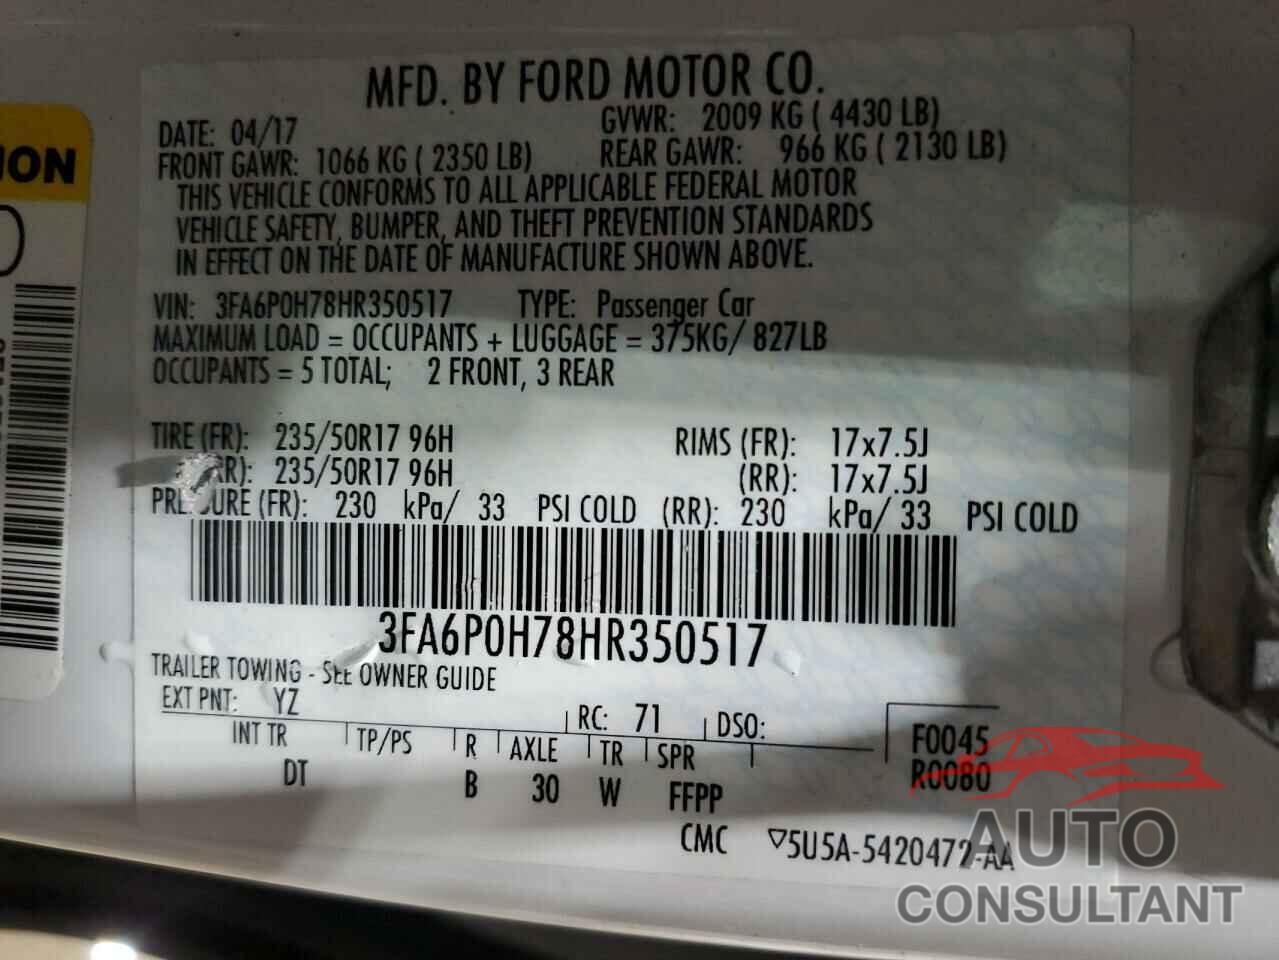 MFD. BY FORD MOTOR CO.
DATE: 04/17 GVWR: 2009 KG ( 4430 LB)
FRONT GAWR: 1066 KG ( 2350 LB) REAR GAWR: 966 KG ( 2130 LB)
THIS VEHICLE CONFORMS TO ALL APPLICABLE FEDERAL MOTOR
VEHICLE SAFETY, BUMPER, AND THEFT PREVENTION STANDARDS
IN EFFECT ON THE DATE OF MANUFACTURE SHOWN ABOVE.
VIN: 3FA6P0H78HR350517 TYPE: Passenger Car
MAXIMUM LOAD = OCCUPANTS + LUGGAGE = 375KG/ 827LB
OCCUPANTS = 5 TOTAL; 2 FRONT, 3 REAR
TIRE (FR): 235/50R17 96H RIMS (FR): 17x7.5J
235/50R17 96H (RR): 17x7.5J
PRESSURE (FR): 230 kPa/ 33 PSI COLD (RR): 230 kPa/ 33 PSI COLD
3FA6P0H78HR350517
TRAILER TOWING - SEE OWNER GUIDE
EXT PNT: YZ RC: 71 DSO:
INT TR TP/PS R AXLE TR SPR F0045
DT B 30 W FFPP R00B0
CMC ▽5U5A-5420472-AA
AUTO
CONSULTANT